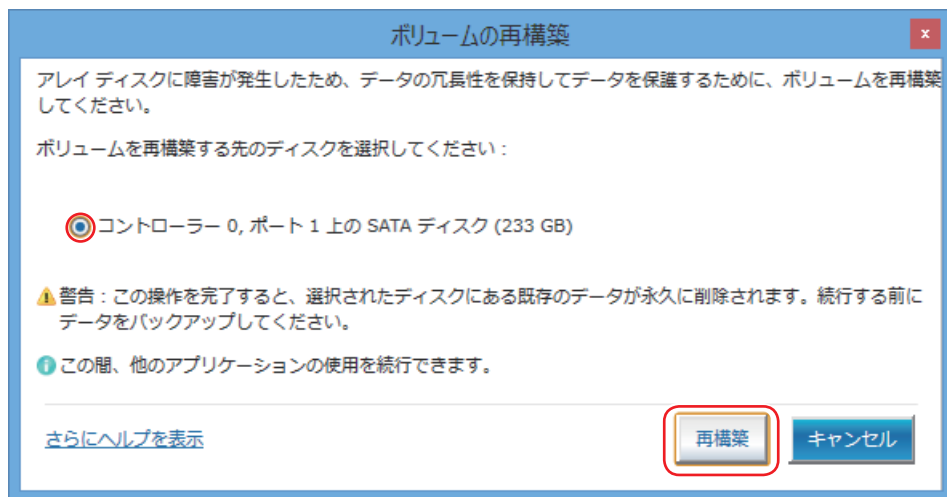 ボリュームの再構築
x
アレイ ディスクに障害が発生したため、データの冗長性を保持してデータを保護するために、ボリュームを再構築
してください。
ボリュームを再構築する先のディスクを選択してください：
コントローラー 0, ポート 1 上の SATA ディスク (233 GB)
警告：この操作を完了すると、選択されたディスクにある既存のデータが永久に削除されます。続行する前に
データをバックアップしてください。
この間、他のアプリケーションの使用を続行できます。
さらにヘルプを表示
再構築
キャンセル